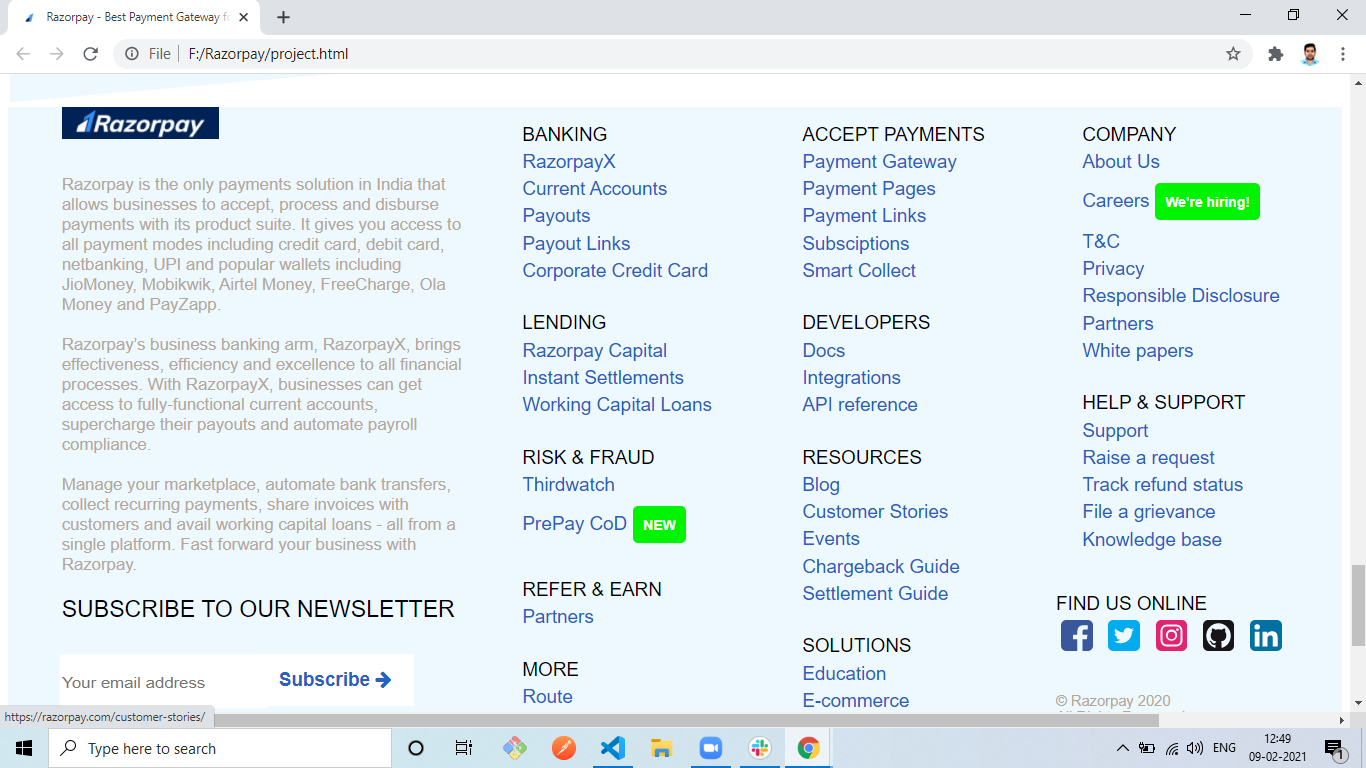 Razorpay - Best Payment Gateway fo
File
F:/Razorpay/project.html
Razorpay
Razorpay is the only payments solution in India that
allows businesses to accept, process and disburse
payments with its product suite. It gives you access to
all payment modes including credit card, debit card,
netbanking, UPI and popular wallets including
JioMoney, Mobikwik, Airtel Money, FreeCharge, Ola
Money and PayZapp.
Razorpay's business banking arm, RazorpayX, brings
effectiveness, efficiency and excellence to all financial
processes. With RazorpayX, businesses can get
access to fully-functional current accounts,
supercharge their payouts and automate payroll
compliance.
Manage your marketplace, automate bank transfers,
collect recurring payments, share invoices with
customers and avail working capital loans - all from a
single platform. Fast forward your business with
Razorpay.
SUBSCRIBE TO OUR NEWSLETTER
Your email address
Subscribe
BANKING
RazorpayX
Current Accounts
Payouts
Payout Links
Corporate Credit Card
LENDING
Razorpay Capital
Instant Settlements
Working Capital Loans
RISK & FRAUD
Thirdwatch
PrePay CoD NEW
REFER & EARN
Partners
MORE
Route
ACCEPT PAYMENTS
Payment Gateway
Payment Pages
Payment Links
Subsciptions
Smart Collect
DEVELOPERS
Docs
Integrations
API reference
RESOURCES
Blog
Customer Stories
Events
Chargeback Guide
Settlement Guide
SOLUTIONS
Education
E-commerce
COMPANY
About Us
Careers We're hiring!
T&C
Privacy
Responsible Disclosure
Partners
White papers
HELP & SUPPORT
Support
Raise a request
Track refund status
File a grievance
Knowledge base
FIND US ONLINE
© Razorpay 2020
https://razorpay.com/customer-stories/
Type here to search
ENG
12:49
09-02-2021
1